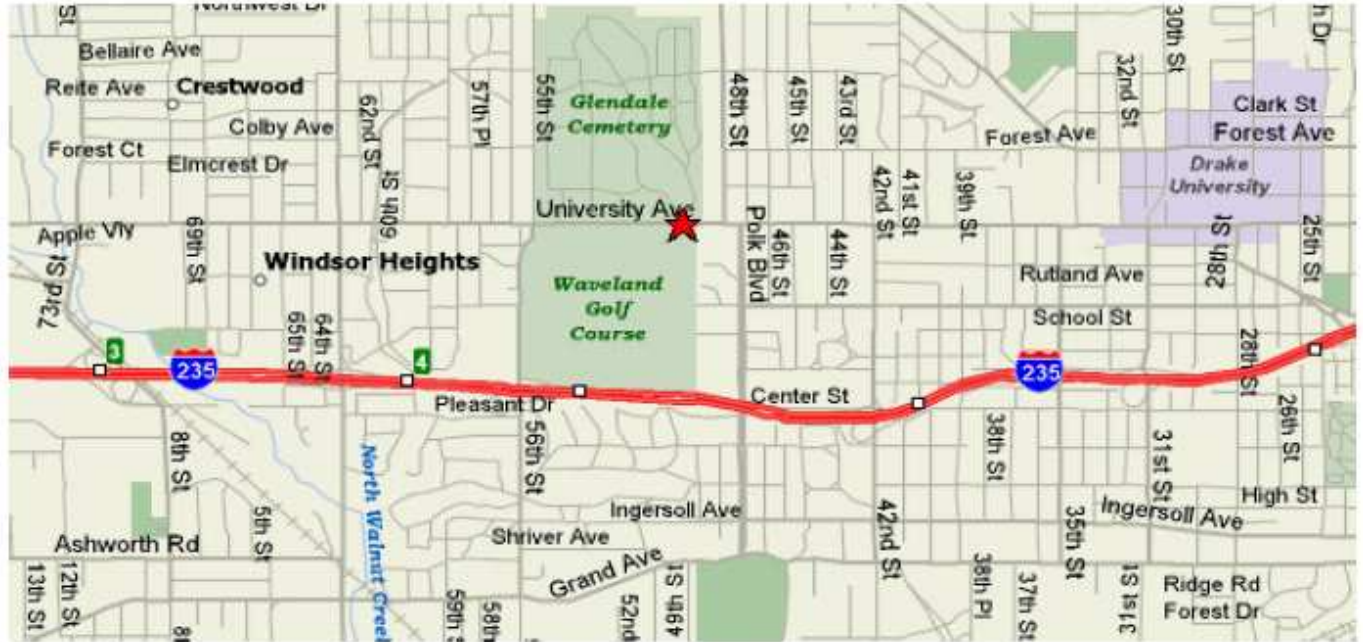 Northwest Dr
St
30th St
h Dr
Bellaire Ave
Reite Ave
Crestwood
62nd St
57th Pl
55th St
Glendale
Cemetery
48th St
45th St
43rd St
32nd St
Clark St
Colby Ave
Forest Ave
Forest Ave
Forest Ct
Elmcrest Dr
60th St
42nd St
41st St
39th St
Drake
University
University Ave
Apple Vly
69th St
Polk Blvd
46th St
44th St
28th St
25th St
Windsor Heights
73rd St
Waveland
Golf
Course
Rutland Ave
School St
65th St
64th St
3
4
235
235
28th St
Pleasant Dr
Center St
26th St
8th St
North Walnut Creek
56th St
38th St
31st St
High St
5th St
Ingersoll Ave
Ingersoll Ave
Ashworth Rd
Shriver Ave
42nd St
35th St
Grand Ave
13th St
12th St
59th S
58th
52nd
49th St
38th Pl
37th St
31st St
Ridge Rd
Forest Dr